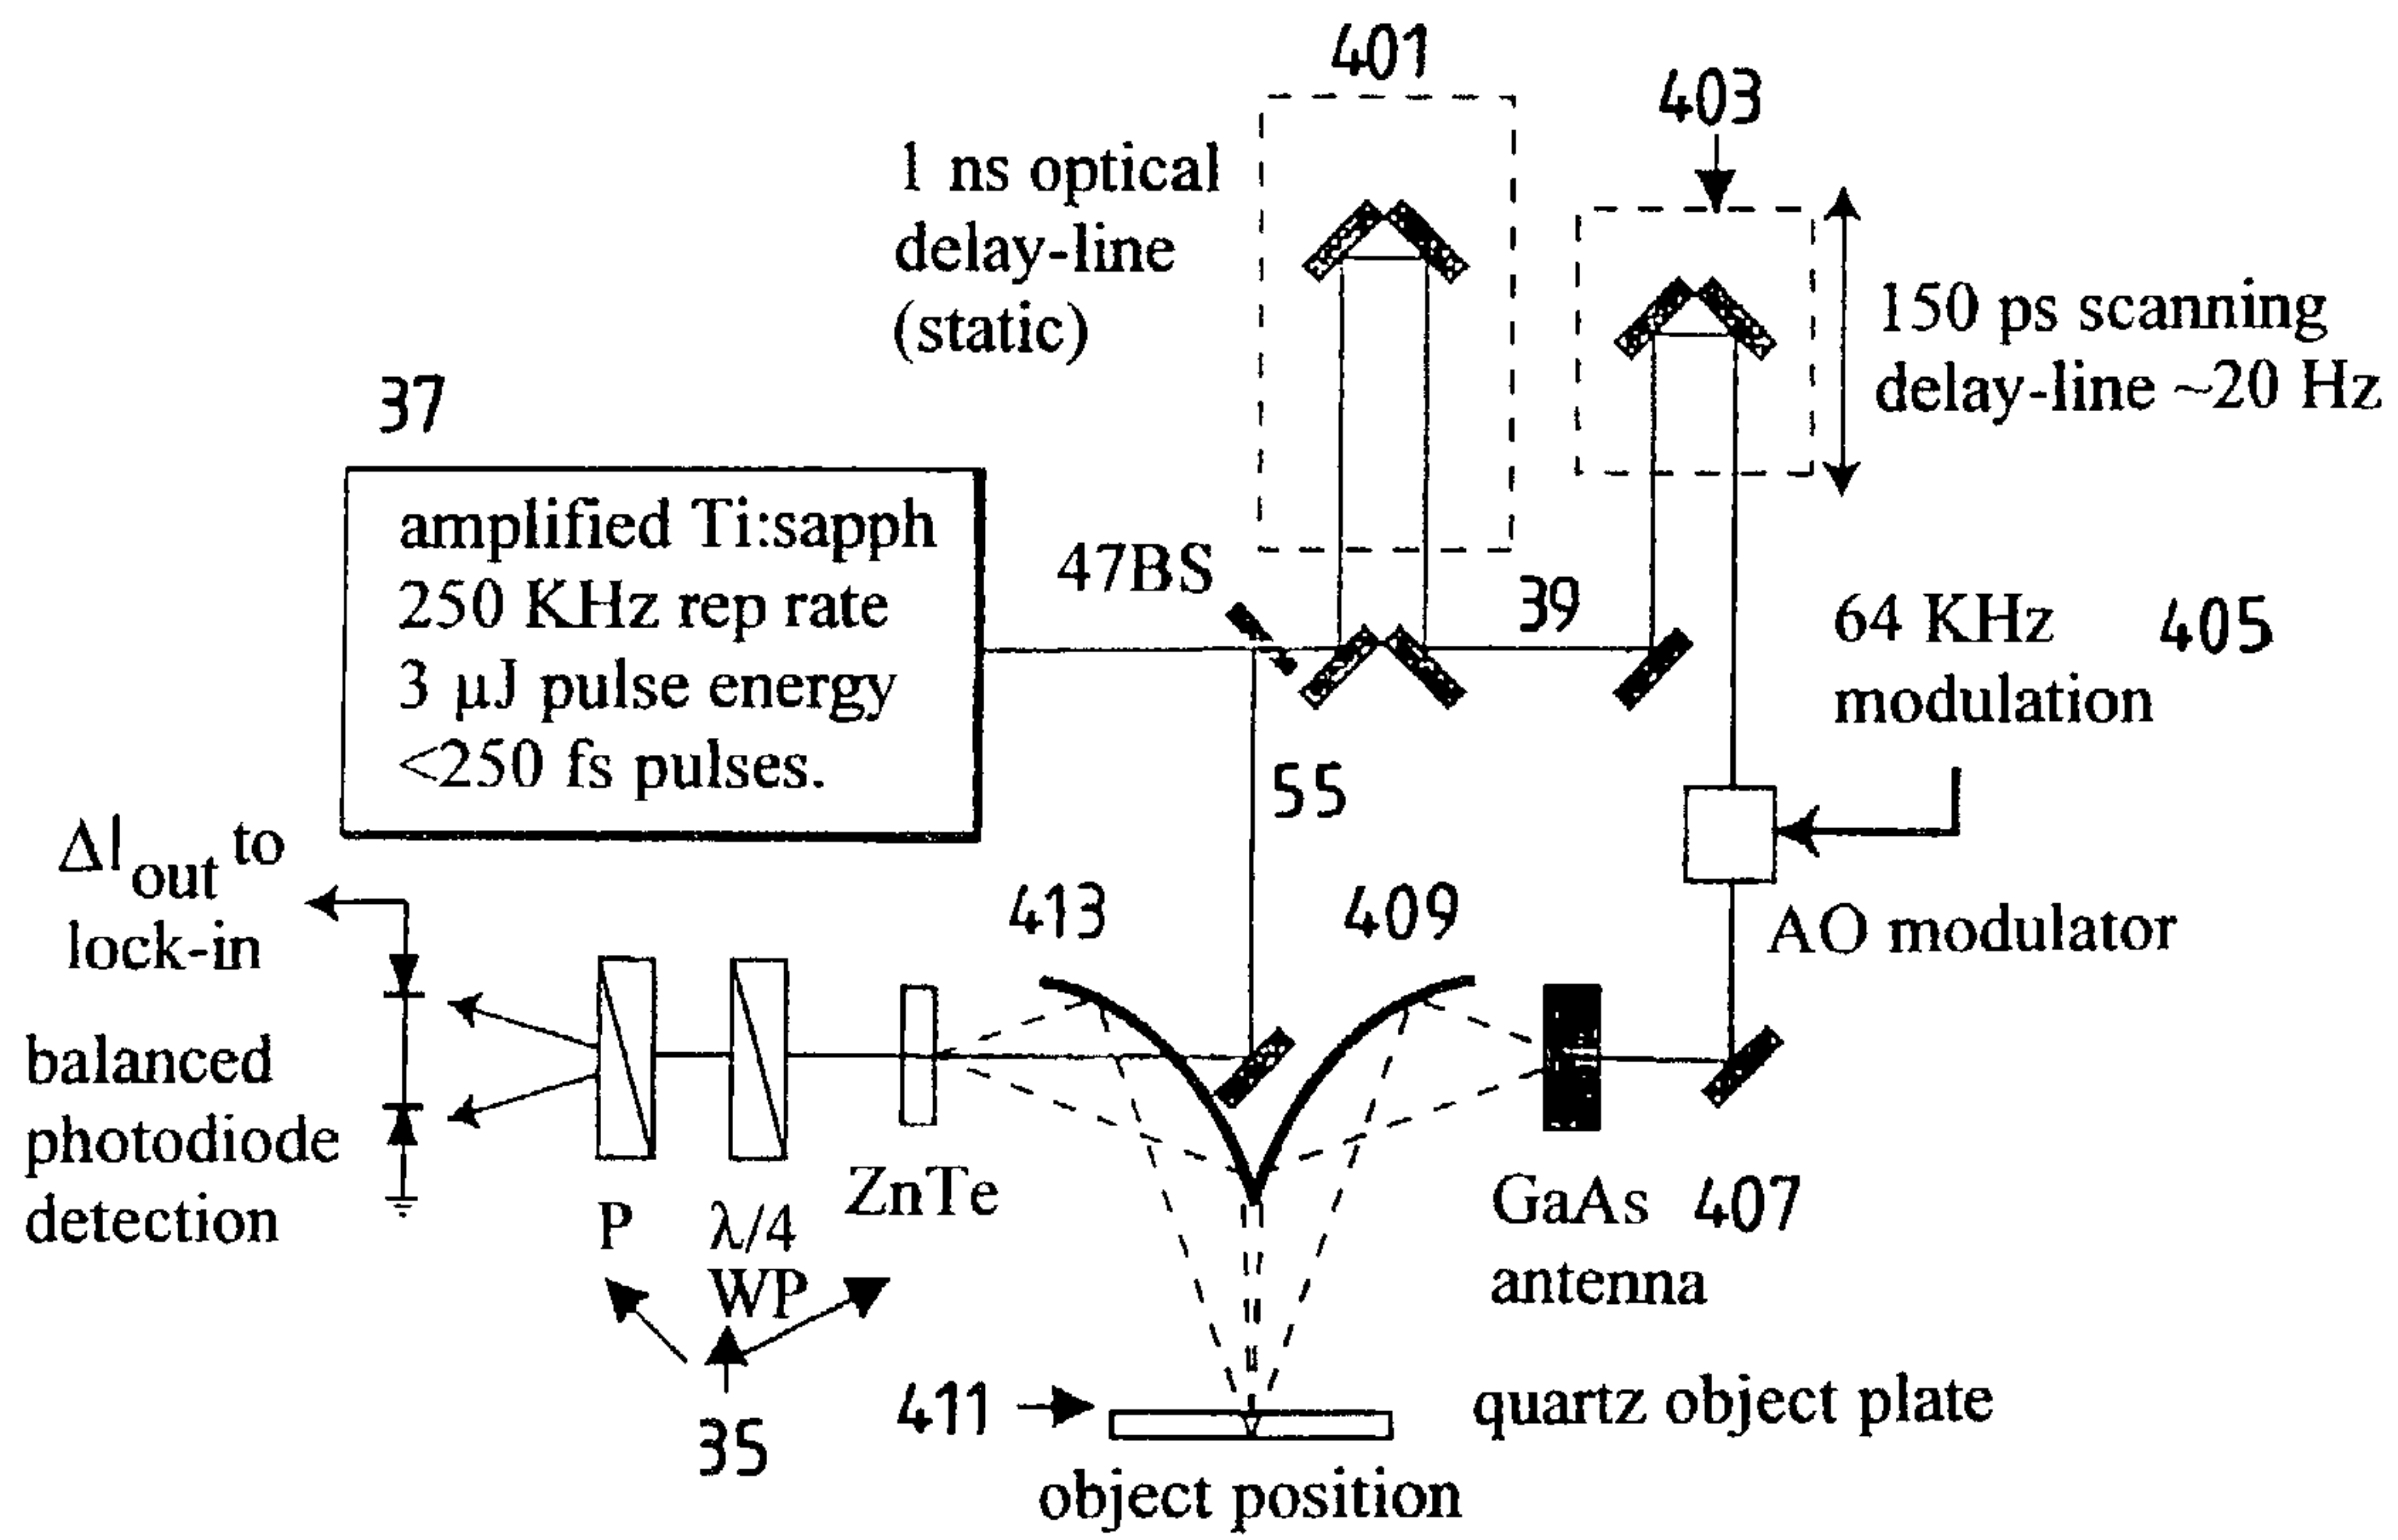 401
403
1 ns optical
delay-line
(static)
150 ps scanning
delay-line ~20 Hz
37
amplified Ti:sapph
250 KHz rep rate
3 µJ pulse energy
<250 fs pulses.
47BS
39
64 KHz
modulation
405
55
ΔI out to
lock-in
413
409
AO modulator
balanced
photodiode
detection
P
λ/4
WP
ZnTe
GaAs
antenna
407
35
411
quartz object plate
object position